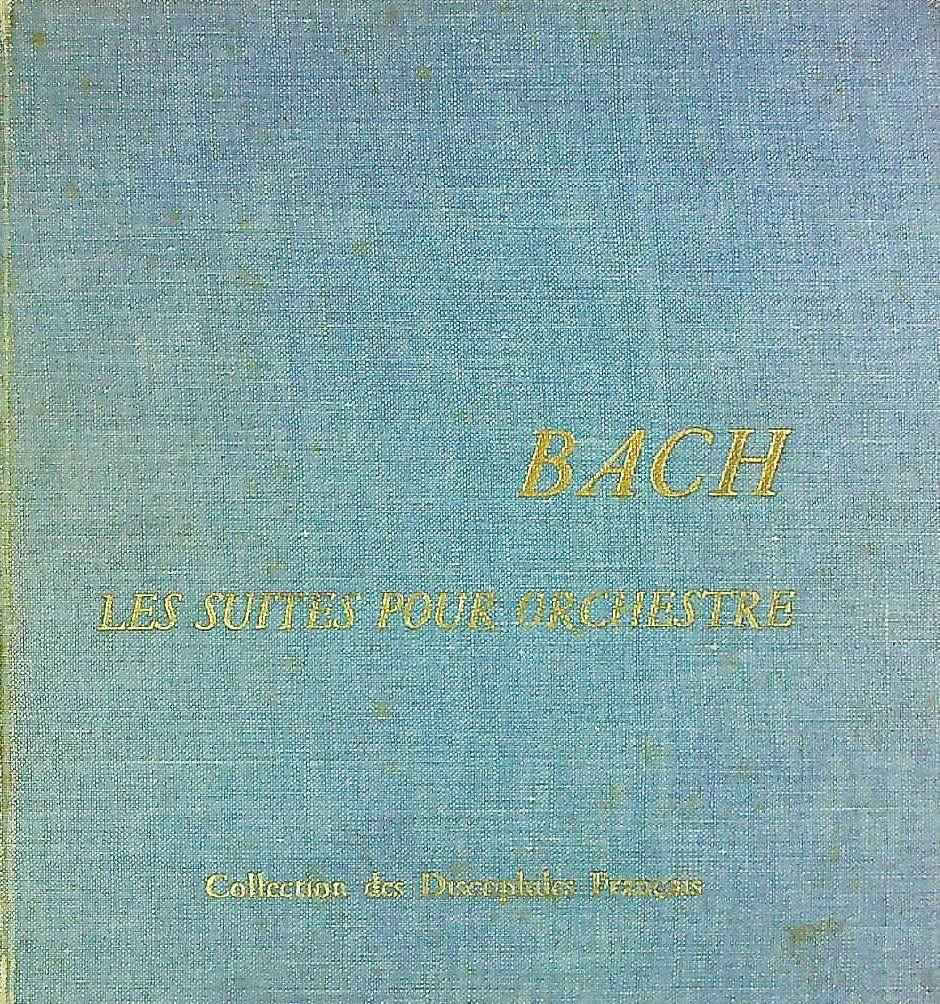 BACH
LES SUITES POUR ORCHESTRE
Collection des Discophiles Français